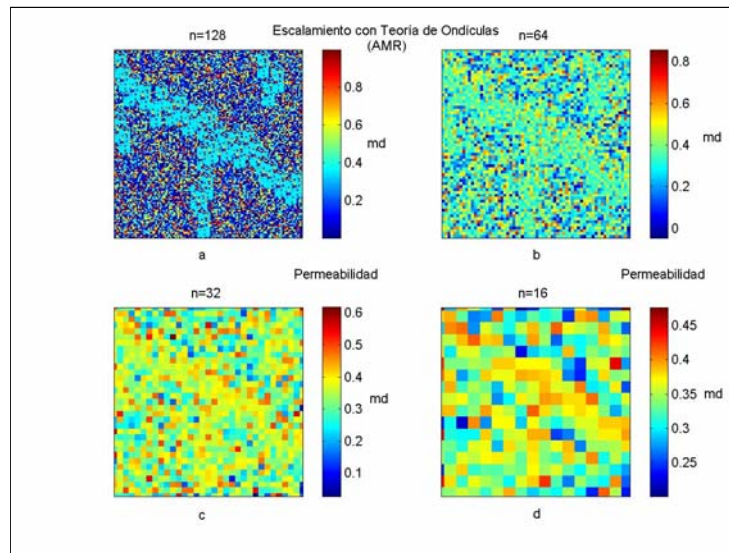 Escalamiento con Teoría de Ondículas
(AMR)
n=128
n=64
0.8
0.6
0.4
0.2
md
0.8
0.6
0.4
0.2
0
md
a
b
Permeabilidad
Permeabilidad
n=32
n=16
0.6
0.5
0.4
0.3
0.2
0.1
md
0.45
0.4
0.35
0.3
0.25
md
c
d